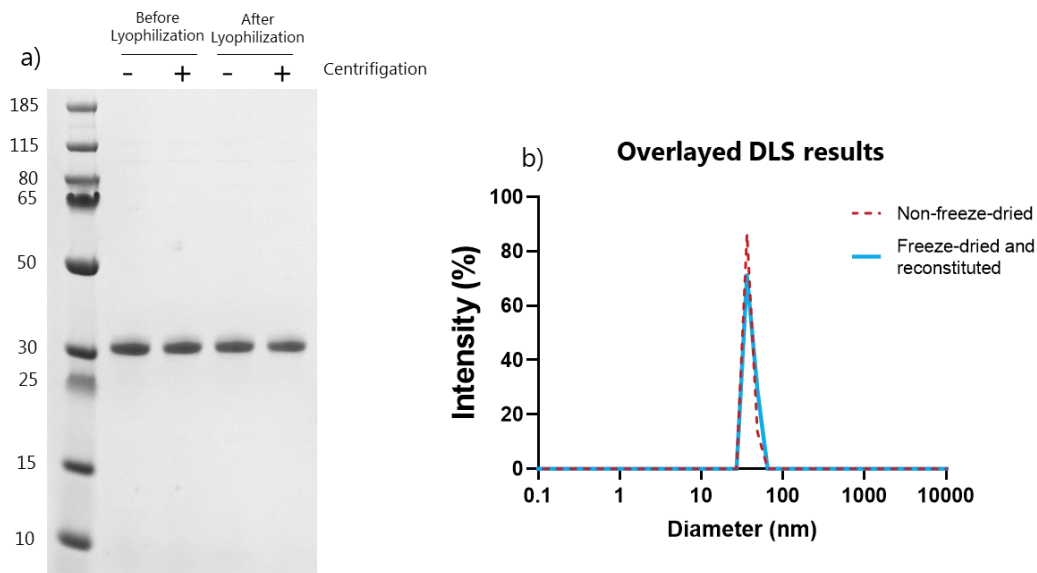 Before
Lyophilization
After
Lyophilization
a)
- + - + Centrifigation
185
115
80
65
50
30
25
15
10
b)
Overlayed DLS results
Intensity (%)
100
80
60
40
20
0
0.1 1 10 100 1000 10000
Diameter (nm)
Non-freeze-dried
Freeze-dried and
reconstituted